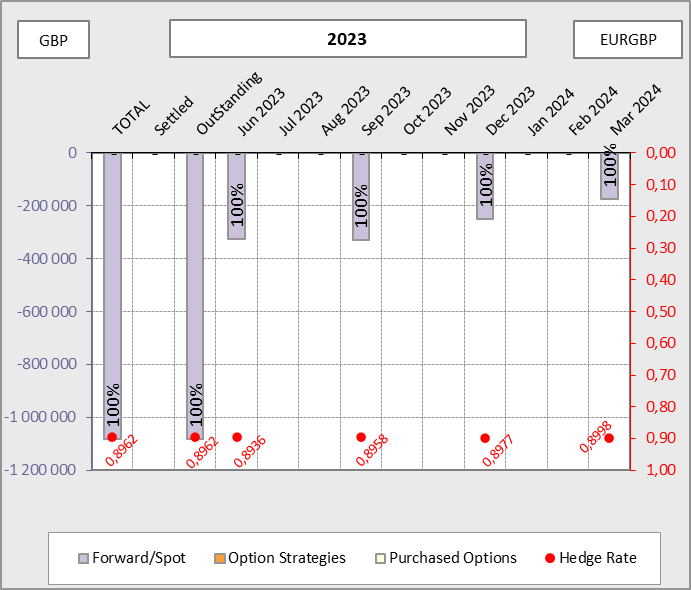 GBP
2023
EURGBP
TOTAL
Settled
OutStanding
Jun 2023
Jul 2023
Aug 2023
Sep 2023
Oct 2023
Nov 2023
Dec 2023
Jan 2024
Feb 2024
Mar 2024
0
-200 000
-400 000
-600 000
-800 000
-1 000 000
-1 200 000
100%
100%
100%
100%
100%
100%
0,8962
0,8962
0,8936
0,8958
0,8977
0,8998
0,00
0,10
0,20
0,30
0,40
0,50
0,60
0,70
0,80
0,90
1,00
Forward/Spot
Option Strategies
Purchased Options
Hedge Rate